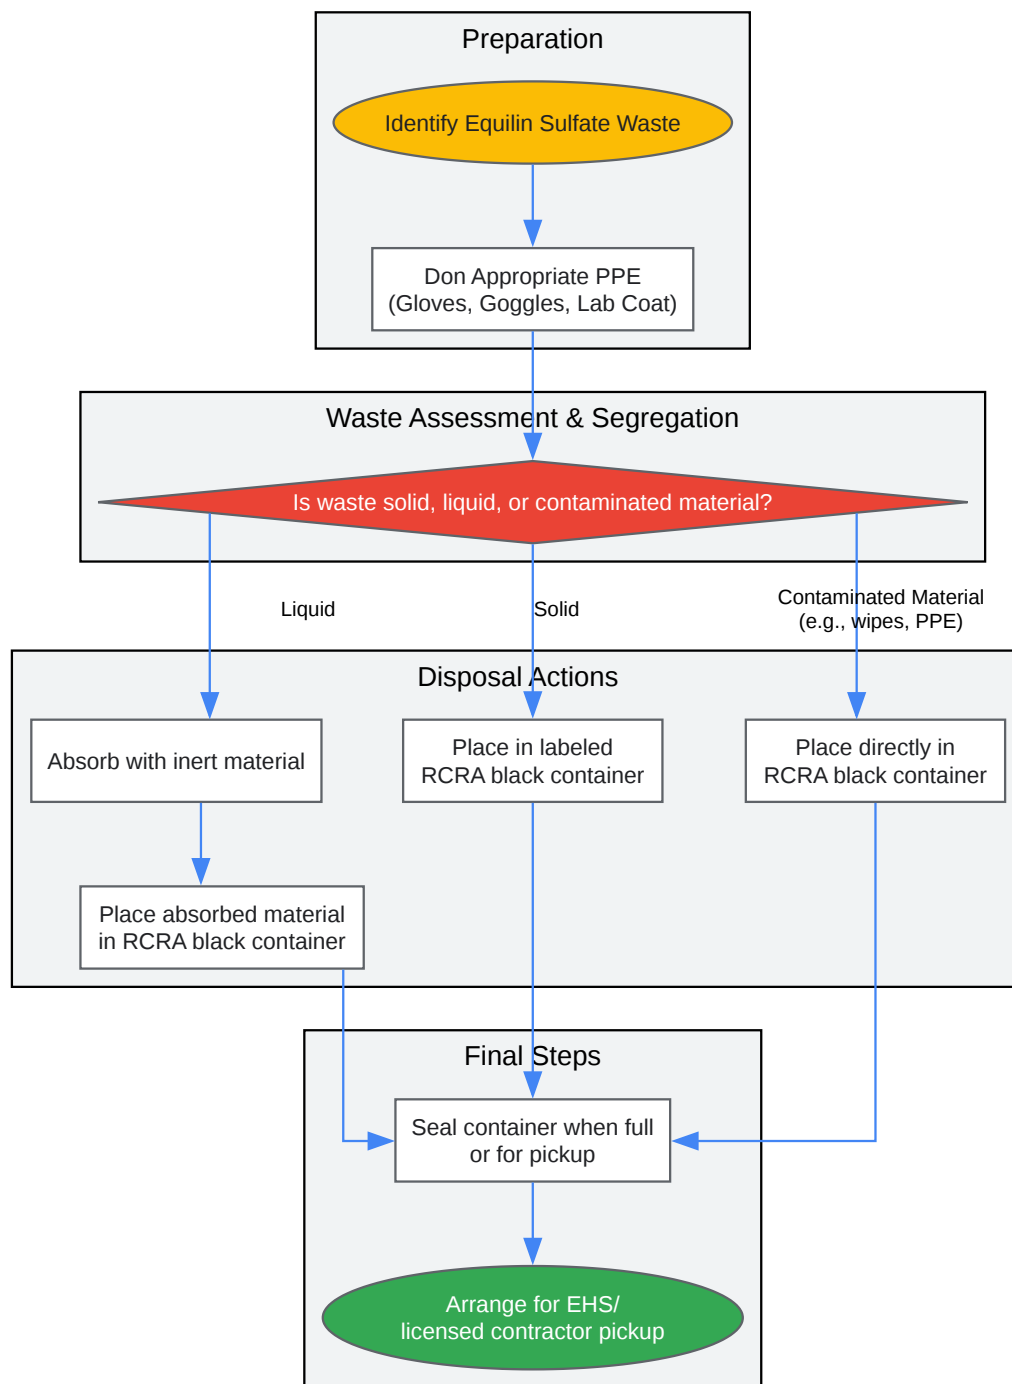 Preparation
Identify Equilin Sulfate Waste
Don Appropriate PPE
(Gloves, Goggles, Lab Coat)
Waste Assessment & Segregation
Is waste solid, liquid, or contaminated material?
Liquid
Solid
Contaminated Material
(e.g., wipes, PPE)
Disposal Actions
Absorb with inert material
Place in labeled
RCRA black container
Place directly in
RCRA black container
Place absorbed material
in RCRA black container
Final Steps
Seal container when full
or for pickup
Arrange for EHS/
licensed contractor pickup